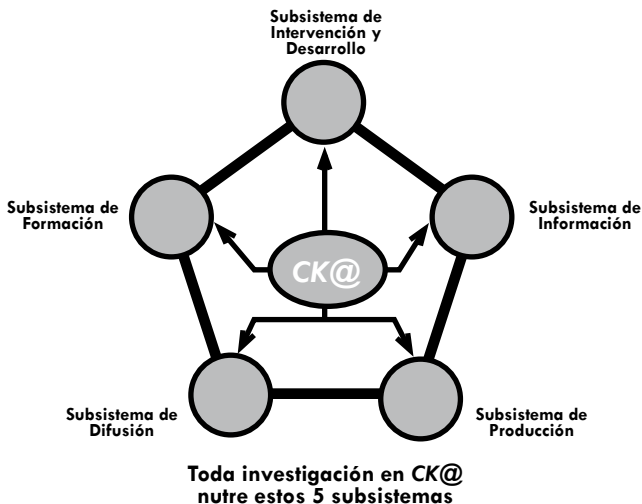 Subsistema de
Intervención y
Desarrollo
Subsistema de
Formación
Subsistema de
Información
CK@
Subsistema de
Difusión
Subsistema de
Producción
Toda investigación en CK@
nutre estos 5 subsistemas